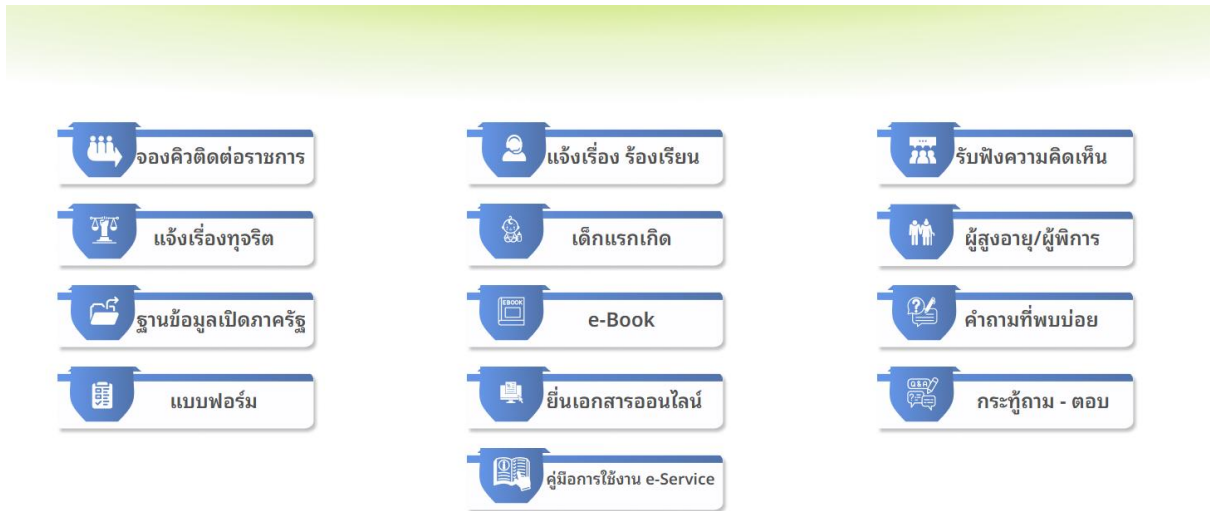 จองคิวติดต่อราชการ
แจ้งเรื่อง ร้องเรียน
รับฟังความคิดเห็น
แจ้งเรื่องทุจริต
เด็กแรกเกิด
ผู้สูงอายุ/ผู้พิการ
ฐานข้อมูลเปิดภาครัฐ
EBOOK
e-Book
คำถามที่พบบ่อย
แบบฟอร์ม
ยื่นเอกสารออนไลน์
Q&A
กระทู้ถาม - ตอบ
คู่มือการใช้งาน e-Service